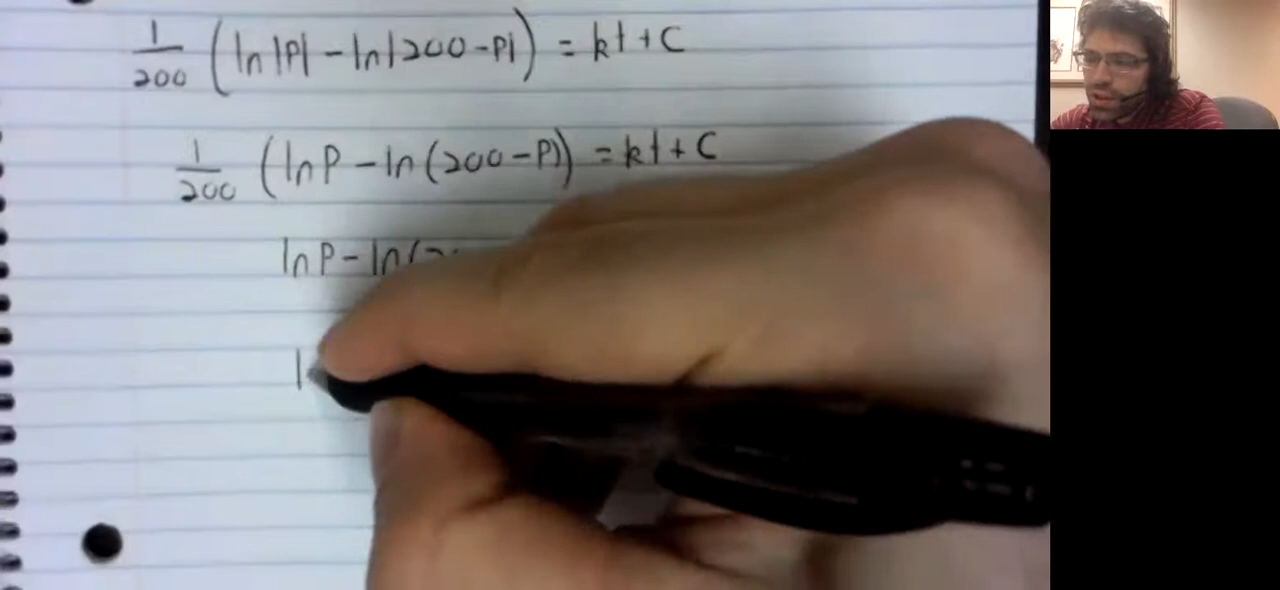 1/200 (ln|P| - ln|200-P|) = kt + C
1/200 (ln P - ln(200-P)) = kt + C
ln P - ln(